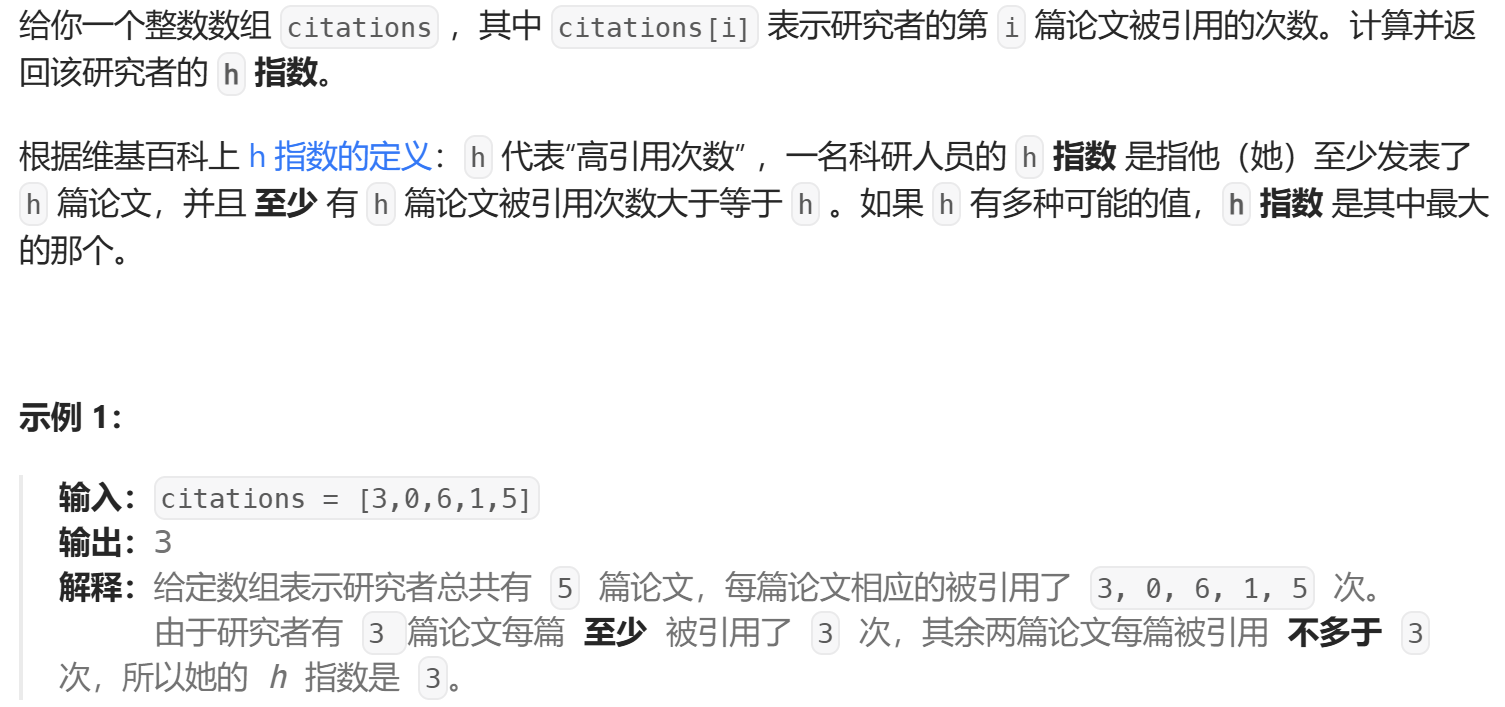 给你一个整数数组 citations ，其中 citations[i] 表示研究者的第 i 篇论文被引用的次数。计算并返
回该研究者的 h 指数。
根据维基百科上 h 指数的定义：h 代表“高引用次数” ，一名科研人员的 h 指数 是指他（她）至少发表了
h 篇论文，并且 至少 有 h 篇论文被引用次数大于等于 h 。如果 h 有多种可能的值，h 指数 是其中最大
的那个。
示例 1：
输入：citations = [3,0,6,1,5]
输出：3
解释：给定数组表示研究者总共有 5 篇论文，每篇论文相应的被引用了 3, 0, 6, 1, 5 次。
由于研究者有 3 篇论文每篇 至少 被引用了 3 次，其余两篇论文每篇被引用 不多于 3
次，所以她的 h 指数是 3。